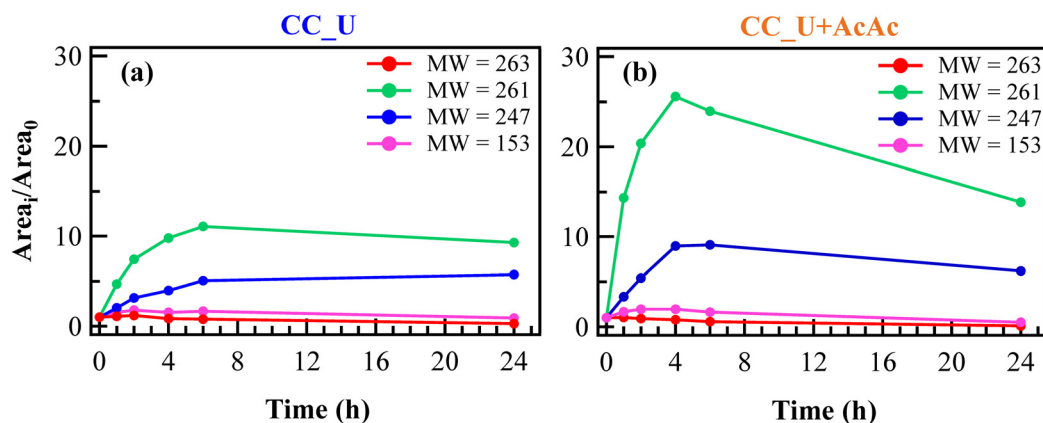 CC_U
CC_U+AcAc
(a)
MW = 263
MW = 261
MW = 247
MW = 153
(b)
MW = 263
MW = 261
MW = 247
MW = 153
Areaᵢ/Area₀
30
20
10
0
0
4
8
12
16
20
24
Time (h)
30
20
10
0
0
4
8
12
16
20
24
Time (h)